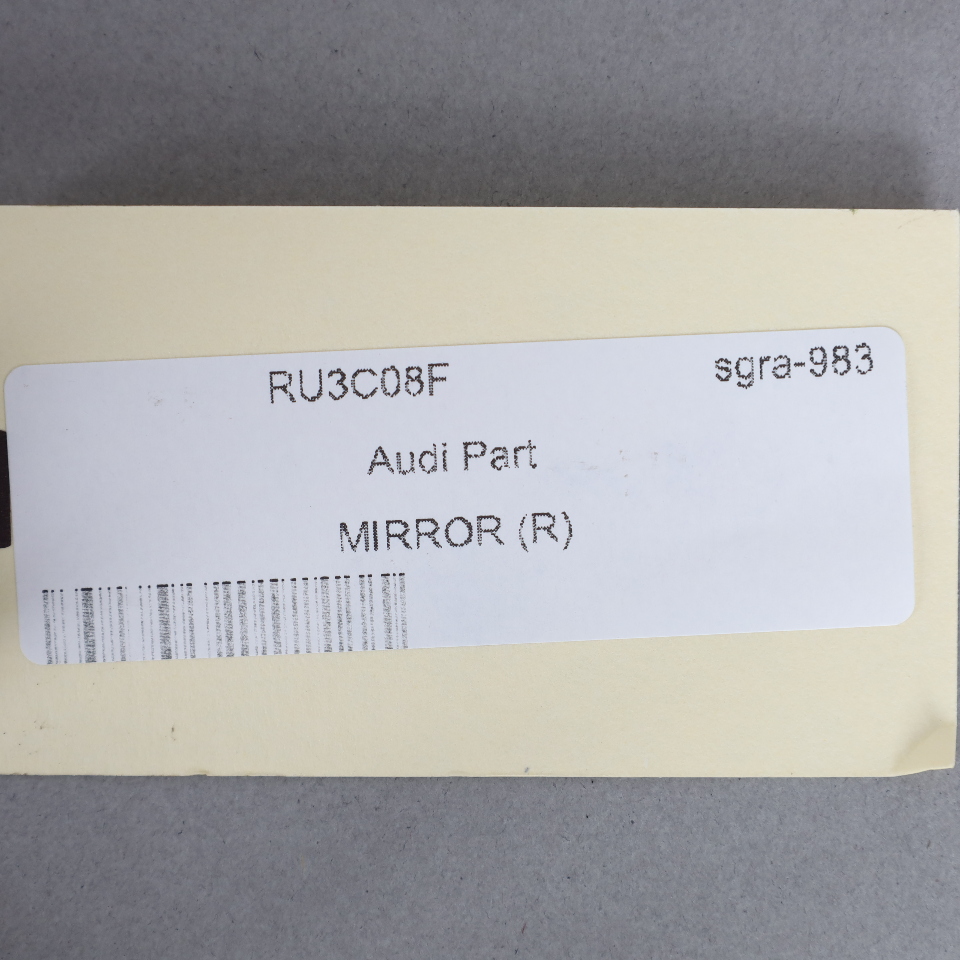 RU3C08F sgra-983
Audi Part
MIRROR (R)